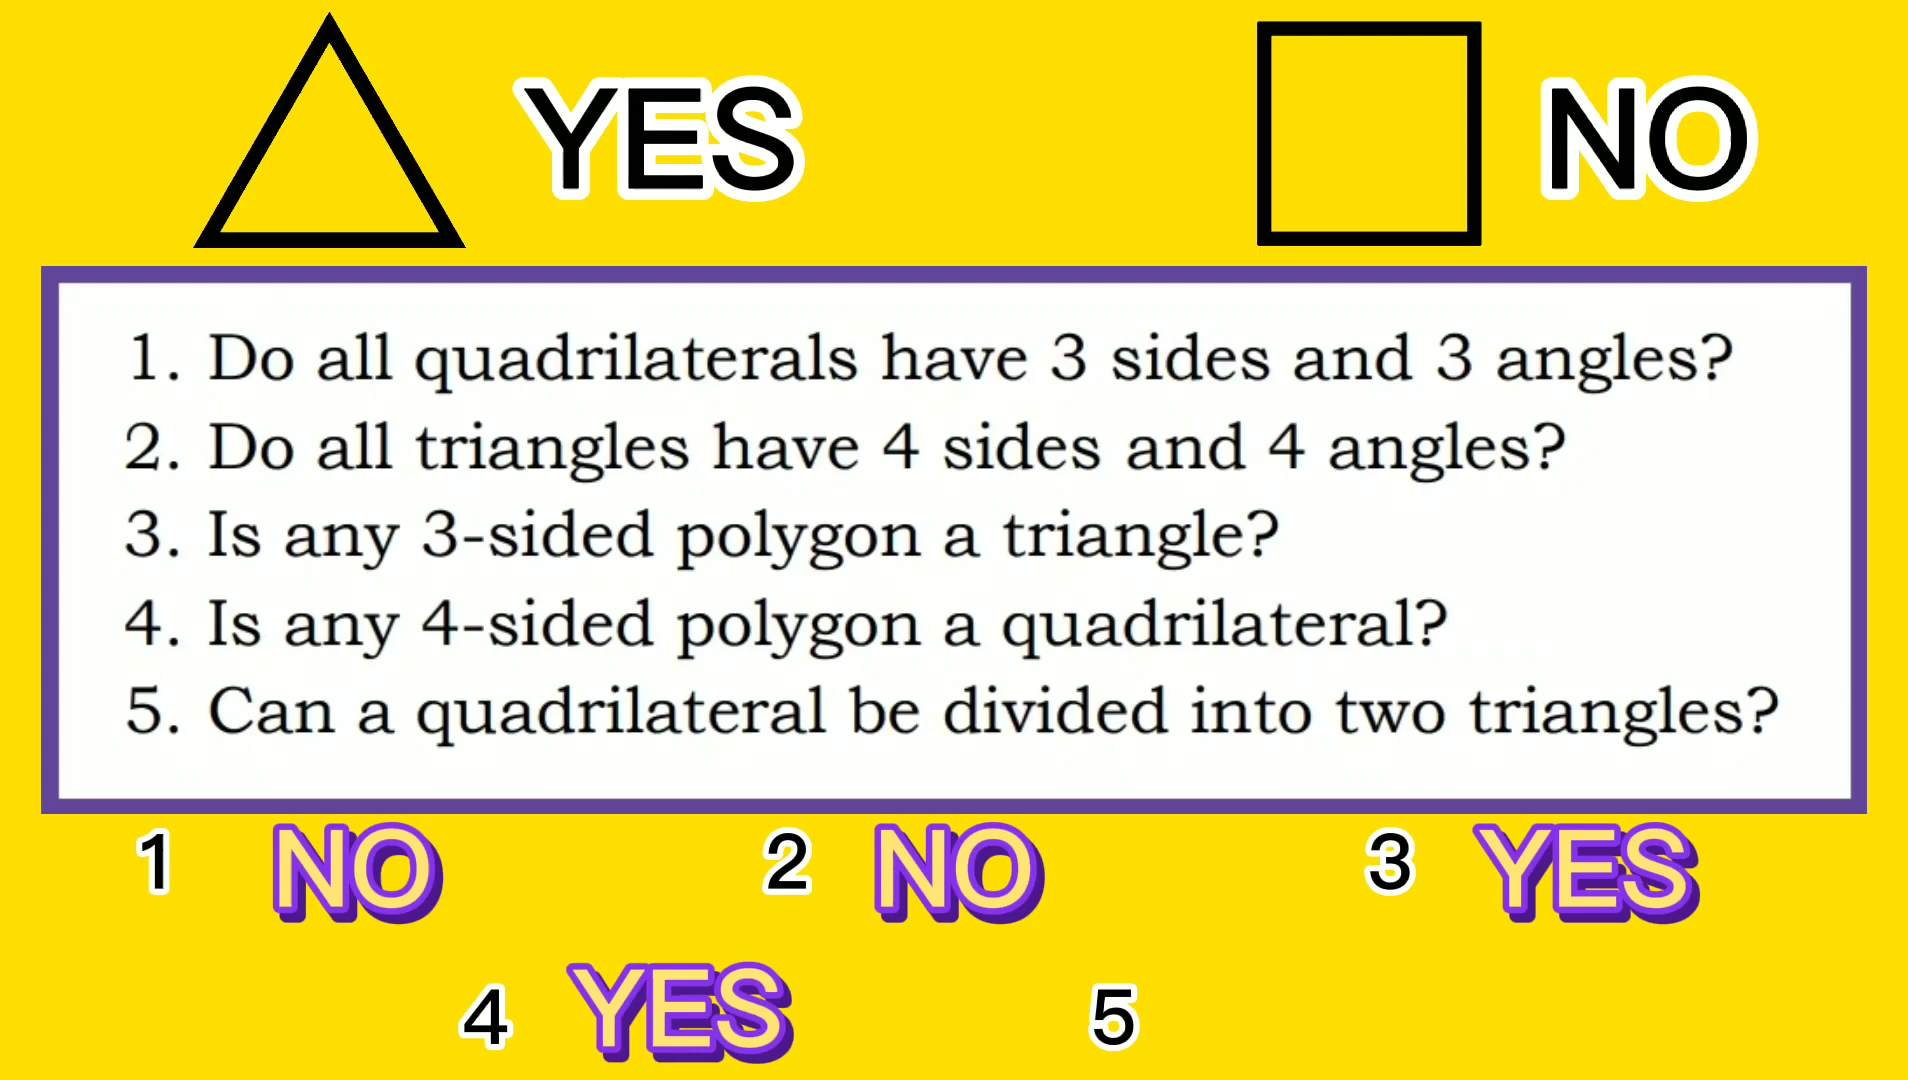 YES
NO
1. Do all quadrilaterals have 3 sides and 3 angles?
2. Do all triangles have 4 sides and 4 angles?
3. Is any 3-sided polygon a triangle?
4. Is any 4-sided polygon a quadrilateral?
5. Can a quadrilateral be divided into two triangles?
1 NO
2 NO
3 YES
4 YES
5